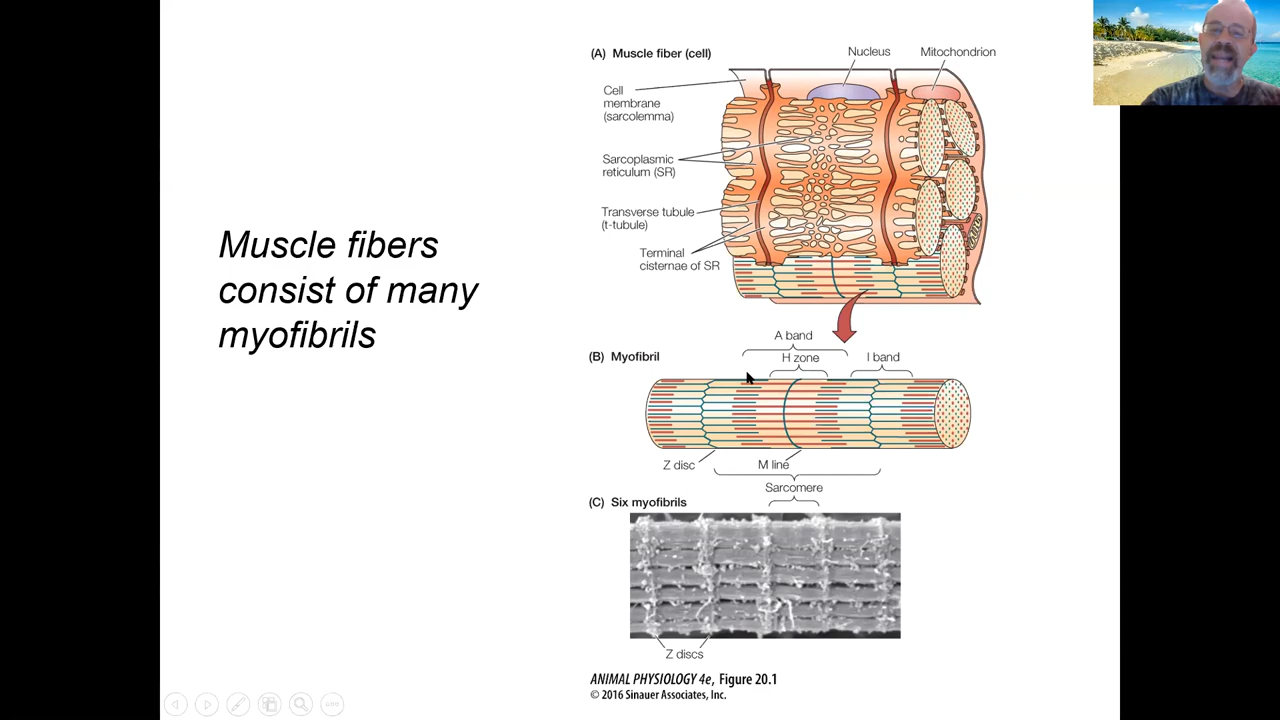 Muscle fibers
consist of many
myofibrils
(A) Muscle fiber (cell)
Nucleus
Mitochondrion
Cell
membrane
(sarcolemma)
Sarcoplasmic
reticulum (SR)
Transverse tubule
(t-tubule)
Terminal
cisternae of SR
(B) Myofibril
A band
H zone
I band
Z disc
M line
Sarcomere
(C) Six myofibrils
Z discs
ANIMAL PHYSIOLOGY 4e, Figure 20.1
© 2016 Sinauer Associates, Inc.